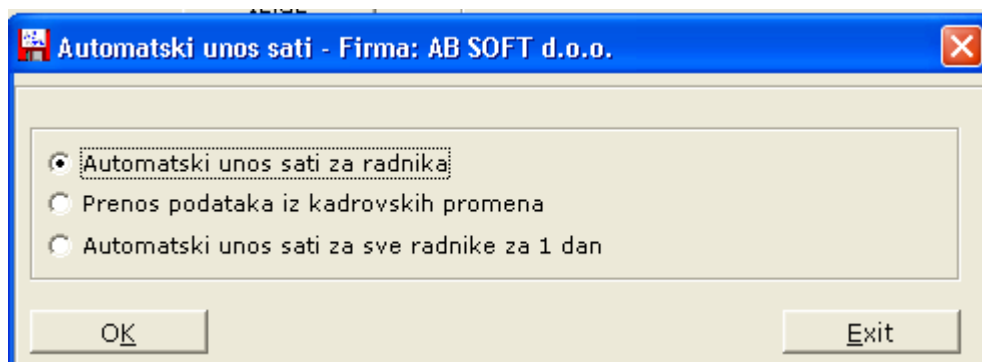 Automatski unos sati - Firma: AB SOFT d.o.o.
Automatski unos sati za radnika
Prenos podataka iz kadrovskih promena
Automatski unos sati za sve radnike za 1 dan
OK
Exit